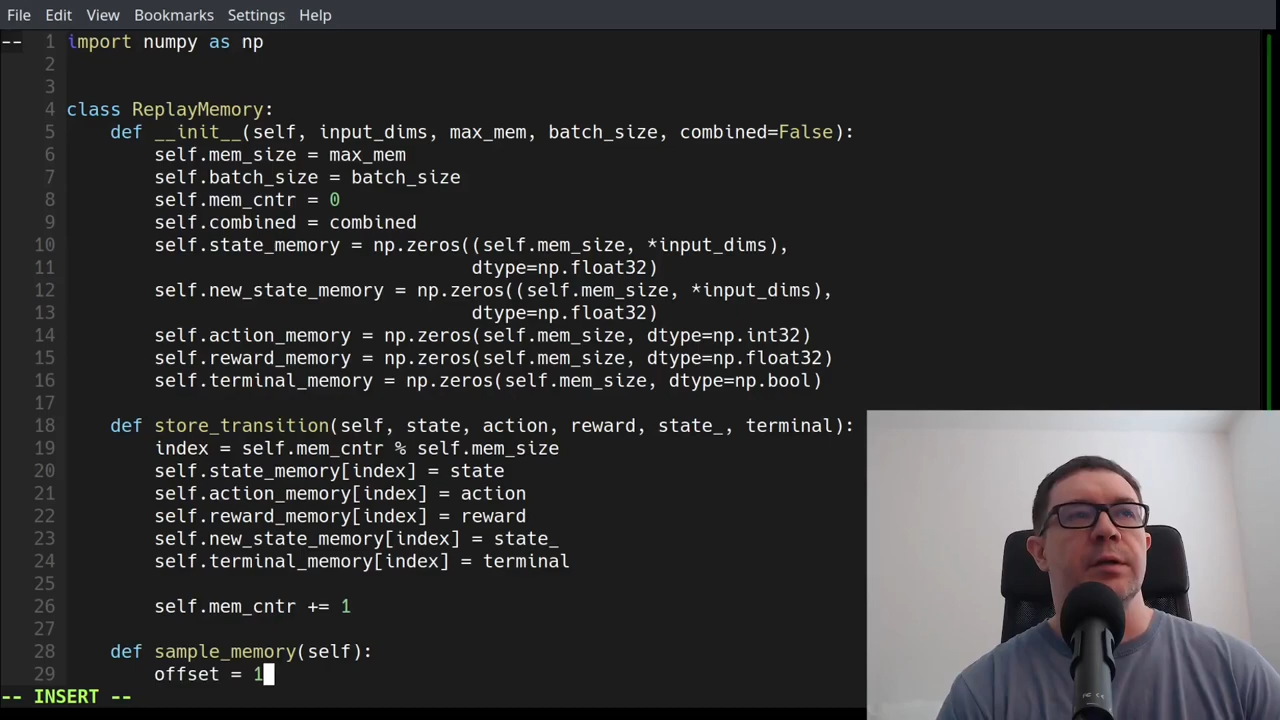 File Edit View Bookmarks Settings Help
-- 1 import numpy as np
2
3
4 class ReplayMemory:
5     def __init__(self, input_dims, max_mem, batch_size, combined=False):
6         self.mem_size = max_mem
7         self.batch_size = batch_size
8         self.mem_cntr = 0
9         self.combined = combined
10         self.state_memory = np.zeros((self.mem_size, *input_dims),
11                                      dtype=np.float32)
12         self.new_state_memory = np.zeros((self.mem_size, *input_dims),
13                                      dtype=np.float32)
14         self.action_memory = np.zeros(self.mem_size, dtype=np.int32)
15         self.reward_memory = np.zeros(self.mem_size, dtype=np.float32)
16         self.terminal_memory = np.zeros(self.mem_size, dtype=np.bool)
17
18     def store_transition(self, state, action, reward, state_, terminal):
19         index = self.mem_cntr % self.mem_size
20         self.state_memory[index] = state
21         self.action_memory[index] = action
22         self.reward_memory[index] = reward
23         self.new_state_memory[index] = state_
24         self.terminal_memory[index] = terminal
25
26         self.mem_cntr += 1
27
28     def sample_memory(self):
29         offset = 1
-- INSERT --